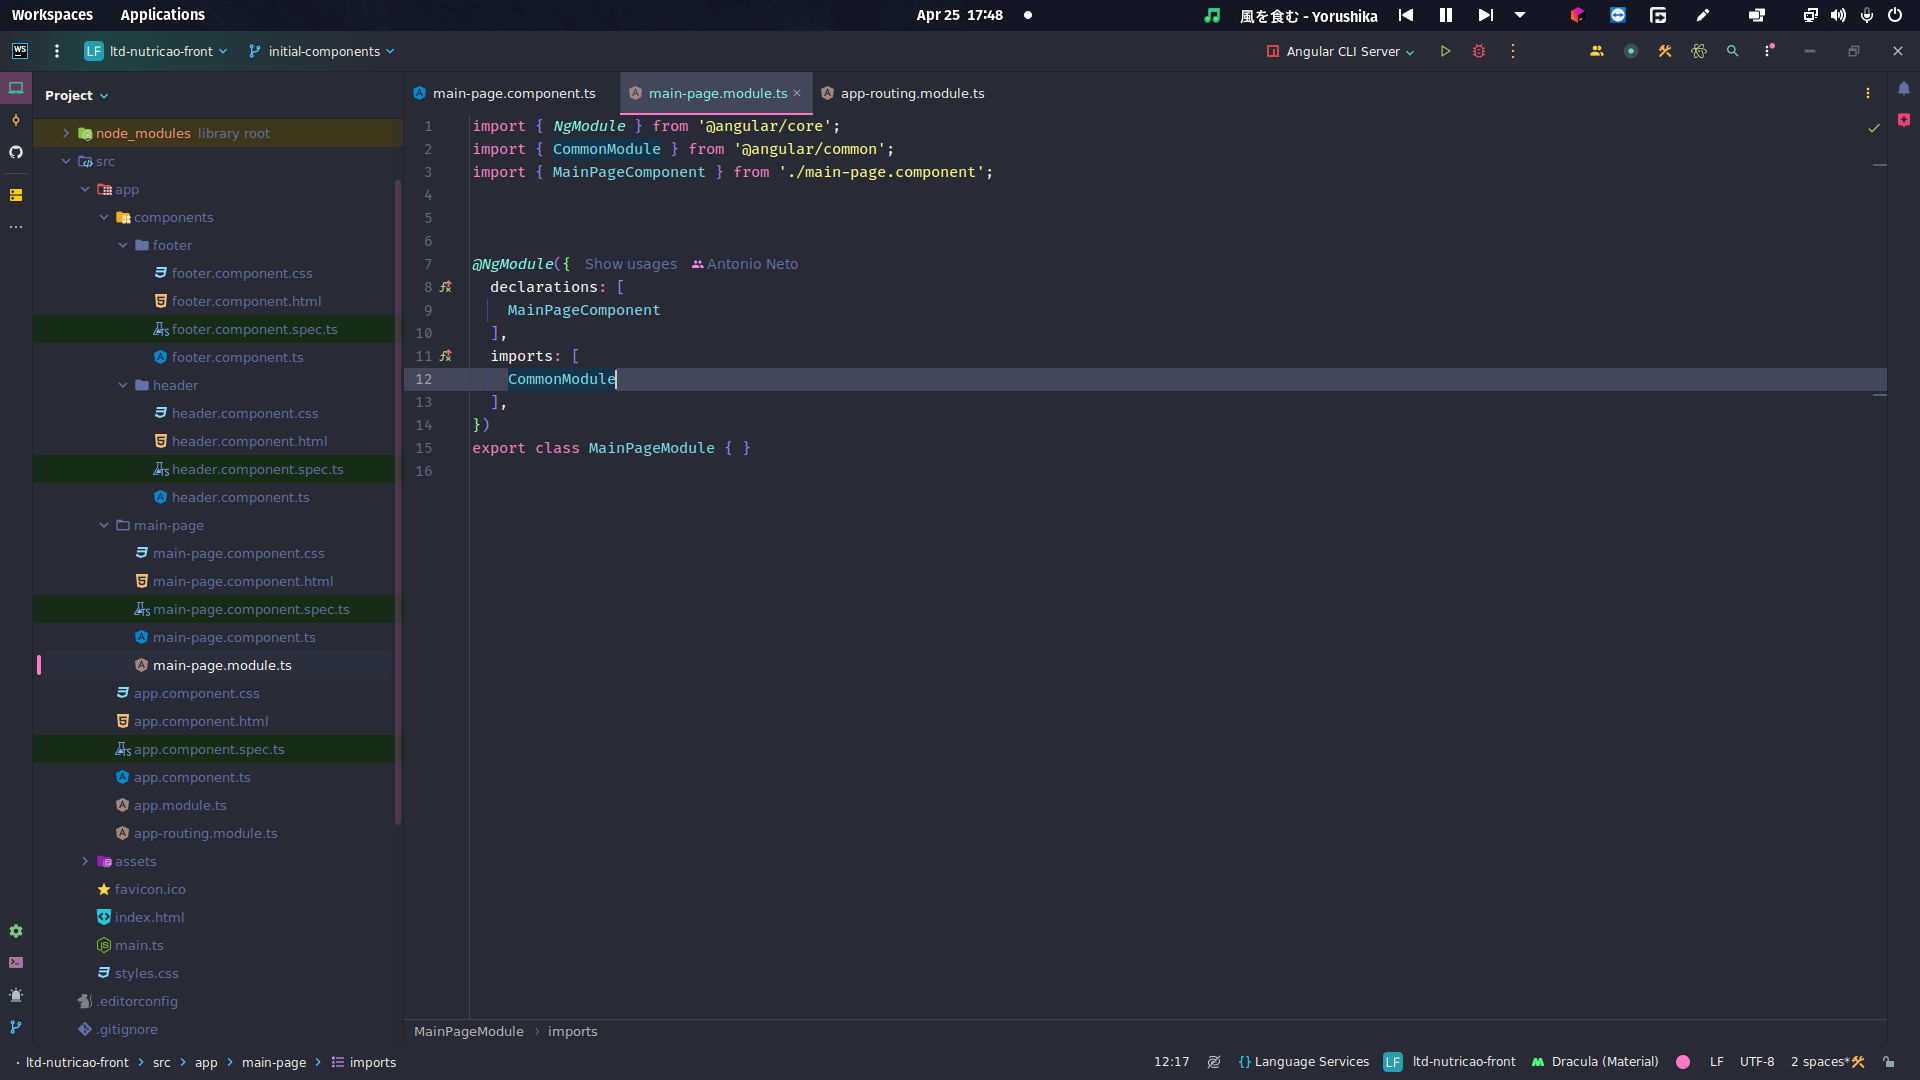 Workspaces Applications Apr 25 17:48 風を食む - Yorushika
WS LF ltd-nutricao-front initial-components Angular CLI Server
Project
node_modules library root
src
app
components
footer
footer.component.css
footer.component.html
footer.component.spec.ts
footer.component.ts
header
header.component.css
header.component.html
header.component.spec.ts
header.component.ts
main-page
main-page.component.css
main-page.component.html
main-page.component.spec.ts
main-page.component.ts
main-page.module.ts
app.component.css
app.component.html
app.component.spec.ts
app.component.ts
app.module.ts
app-routing.module.ts
assets
favicon.ico
index.html
main.ts
styles.css
.editorconfig
.gitignore
main-page.component.ts main-page.module.ts × app-routing.module.ts
1 import { NgModule } from '@angular/core';
2 import { CommonModule } from '@angular/common';
3 import { MainPageComponent } from './main-page.component';
4
5
6
7 @NgModule({ Show usages Antonio Neto
8 declarations: [
9 MainPageComponent
10 ],
11 imports: [
12 CommonModule
13 ],
14 })
15 export class MainPageModule { }
16
MainPageModule › imports
ltd-nutricao-front > src > app > main-page > imports 12:17 {} Language Services LF ltd-nutricao-front Dracula (Material) LF UTF-8 2 spaces*